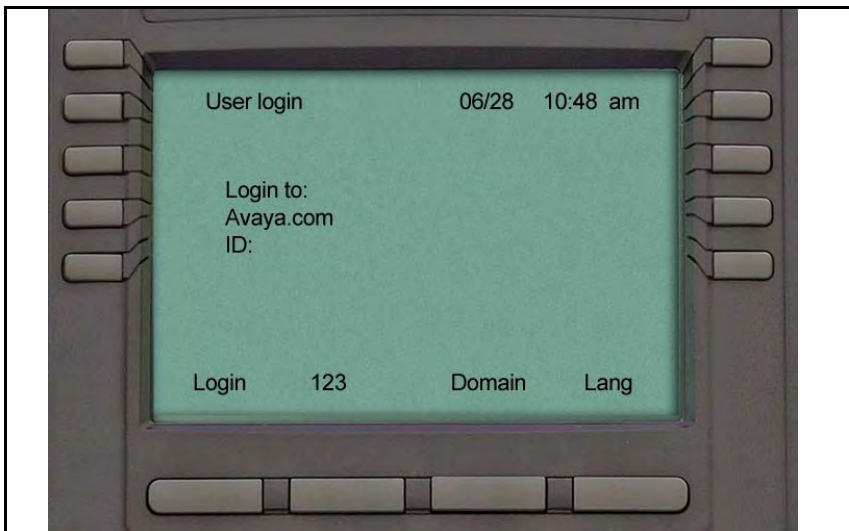 User login 06/28 10:48 am
Login to:
Avaya.com
ID:
Login 123 Domain Lang